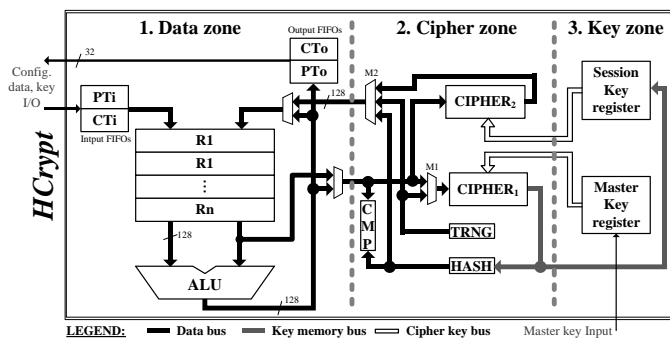 1. Data zone
2. Cipher zone
3. Key zone
Output FIFOs
32
CTo
PTo
Config.
data, key
I/O
PTi
CTi
Intput FIFOs
128
M2
CIPHER2
Session
Key
register
R1
R1
⋮
Rn
M1
CIPHER1
Master
Key
register
C
M
P
TRNG
HASH
128
ALU
128
HCrypt
LEGEND:
Data bus
Key memory bus
Cipher key bus
Master key Input